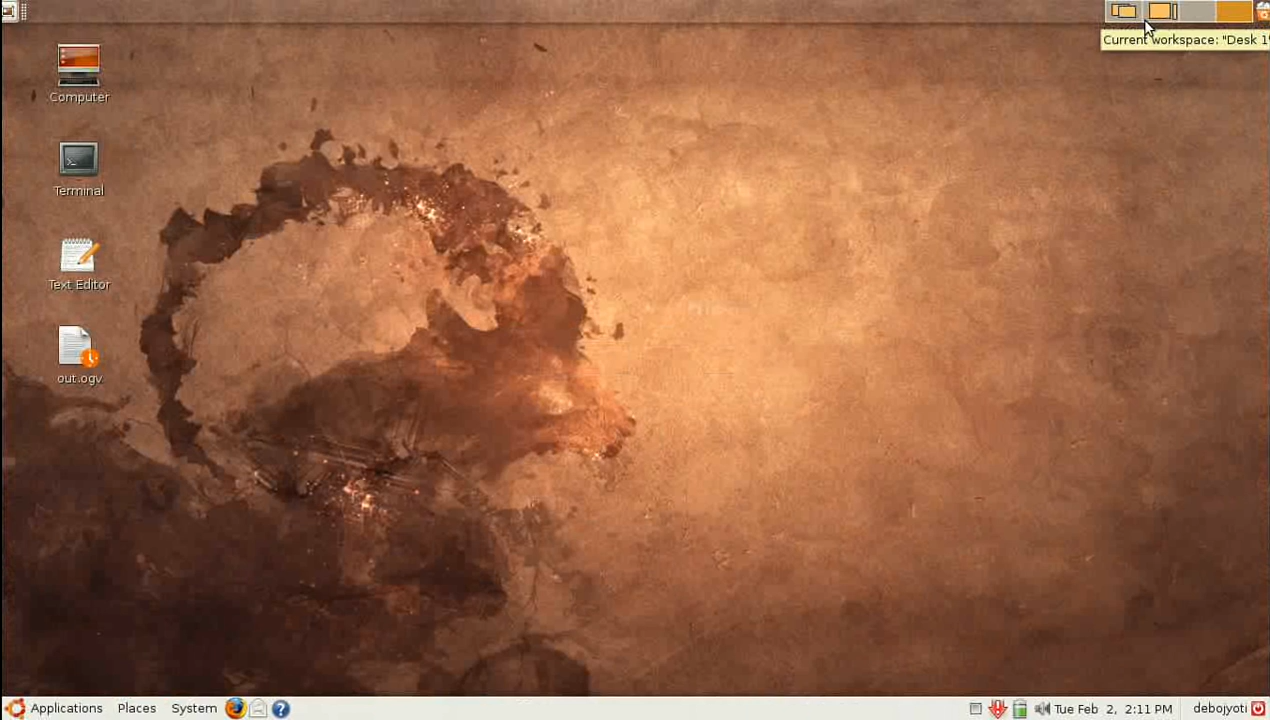 Current workspace: "Desk 1"
Computer
Terminal
Text Editor
out.ogv
Applications Places System Tue Feb 2, 2:11 PM debojyoti